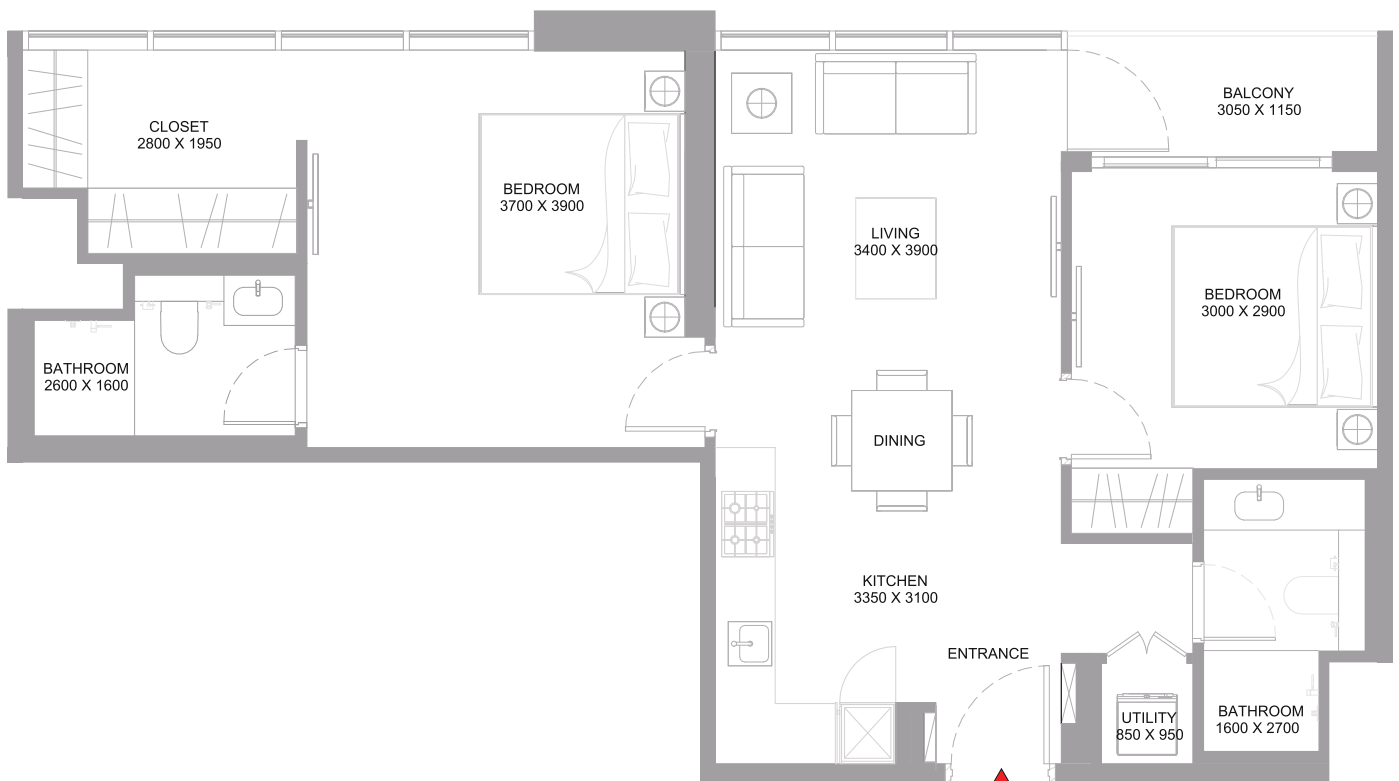 CLOSET
2800 X 1950
BALCONY
3050 X 1150
BEDROOM
3700 X 3900
LIVING
3400 X 3900
BEDROOM
3000 X 2900
BATHROOM
2600 X 1600
DINING
KITCHEN
3350 X 3100
ENTRANCE
UTILITY
850 X 950
BATHROOM
1600 X 2700